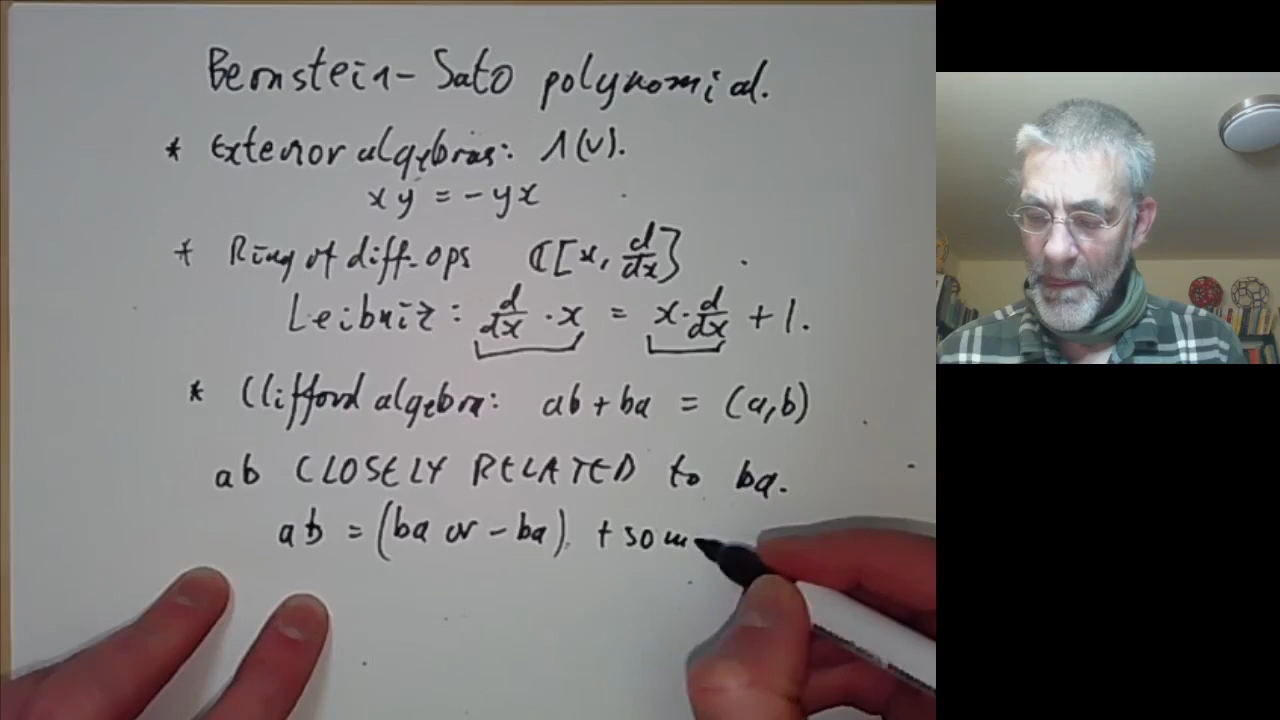 Bernstein-Sato polynomial.
* Exterior algebras: Λ(V).
xy = -yx
* Ring of diff. ops ℂ[x, d/dx]
Leibniz: d/dx · x = x · d/dx + 1.
* Clifford algebra: ab + ba = (a,b)
ab CLOSELY RELATED to ba.
ab = (ba or - ba) + som